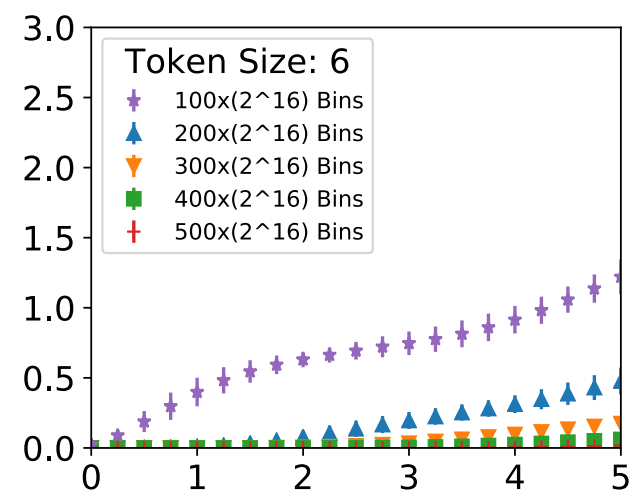 3.0
2.5
2.0
1.5
1.0
0.5
0.0
Token Size: 6
100x(2^16) Bins
200x(2^16) Bins
300x(2^16) Bins
400x(2^16) Bins
500x(2^16) Bins
0 1 2 3 4 5